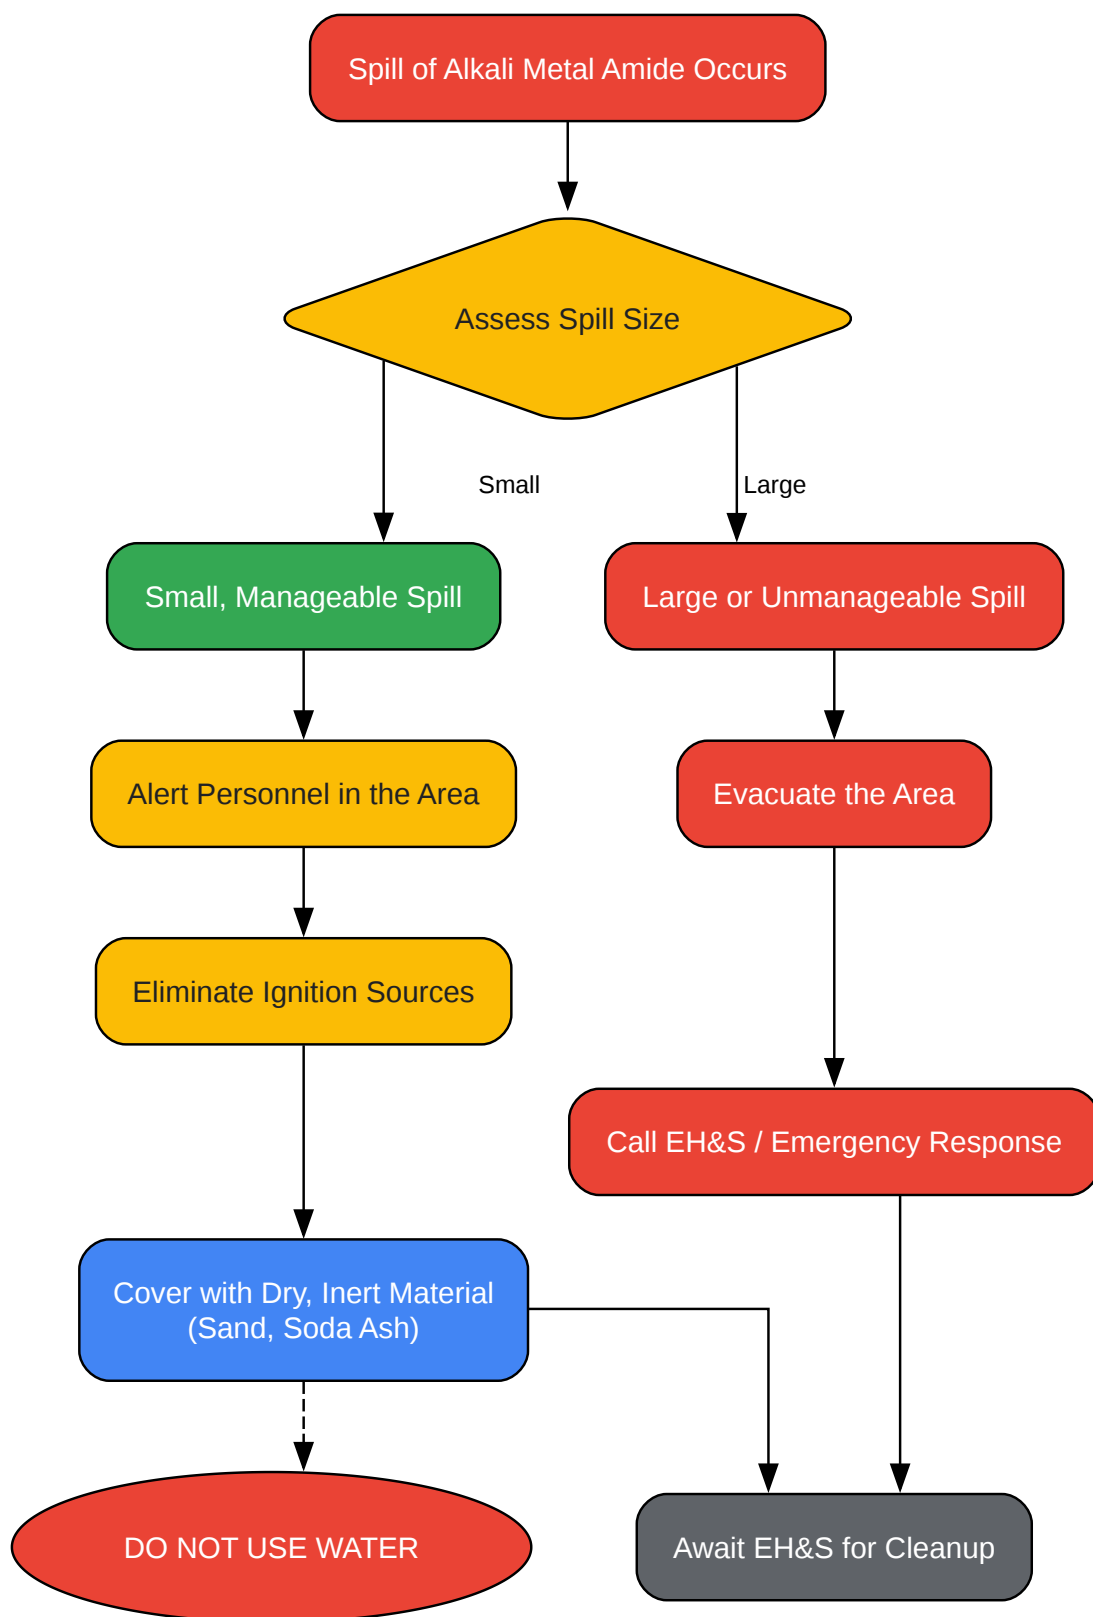 Spill of Alkali Metal Amide Occurs
Assess Spill Size
Small
Large
Small, Manageable Spill
Large or Unmanageable Spill
Alert Personnel in the Area
Evacuate the Area
Eliminate Ignition Sources
Call EH&S / Emergency Response
Cover with Dry, Inert Material
(Sand, Soda Ash)
DO NOT USE WATER
Await EH&S for Cleanup